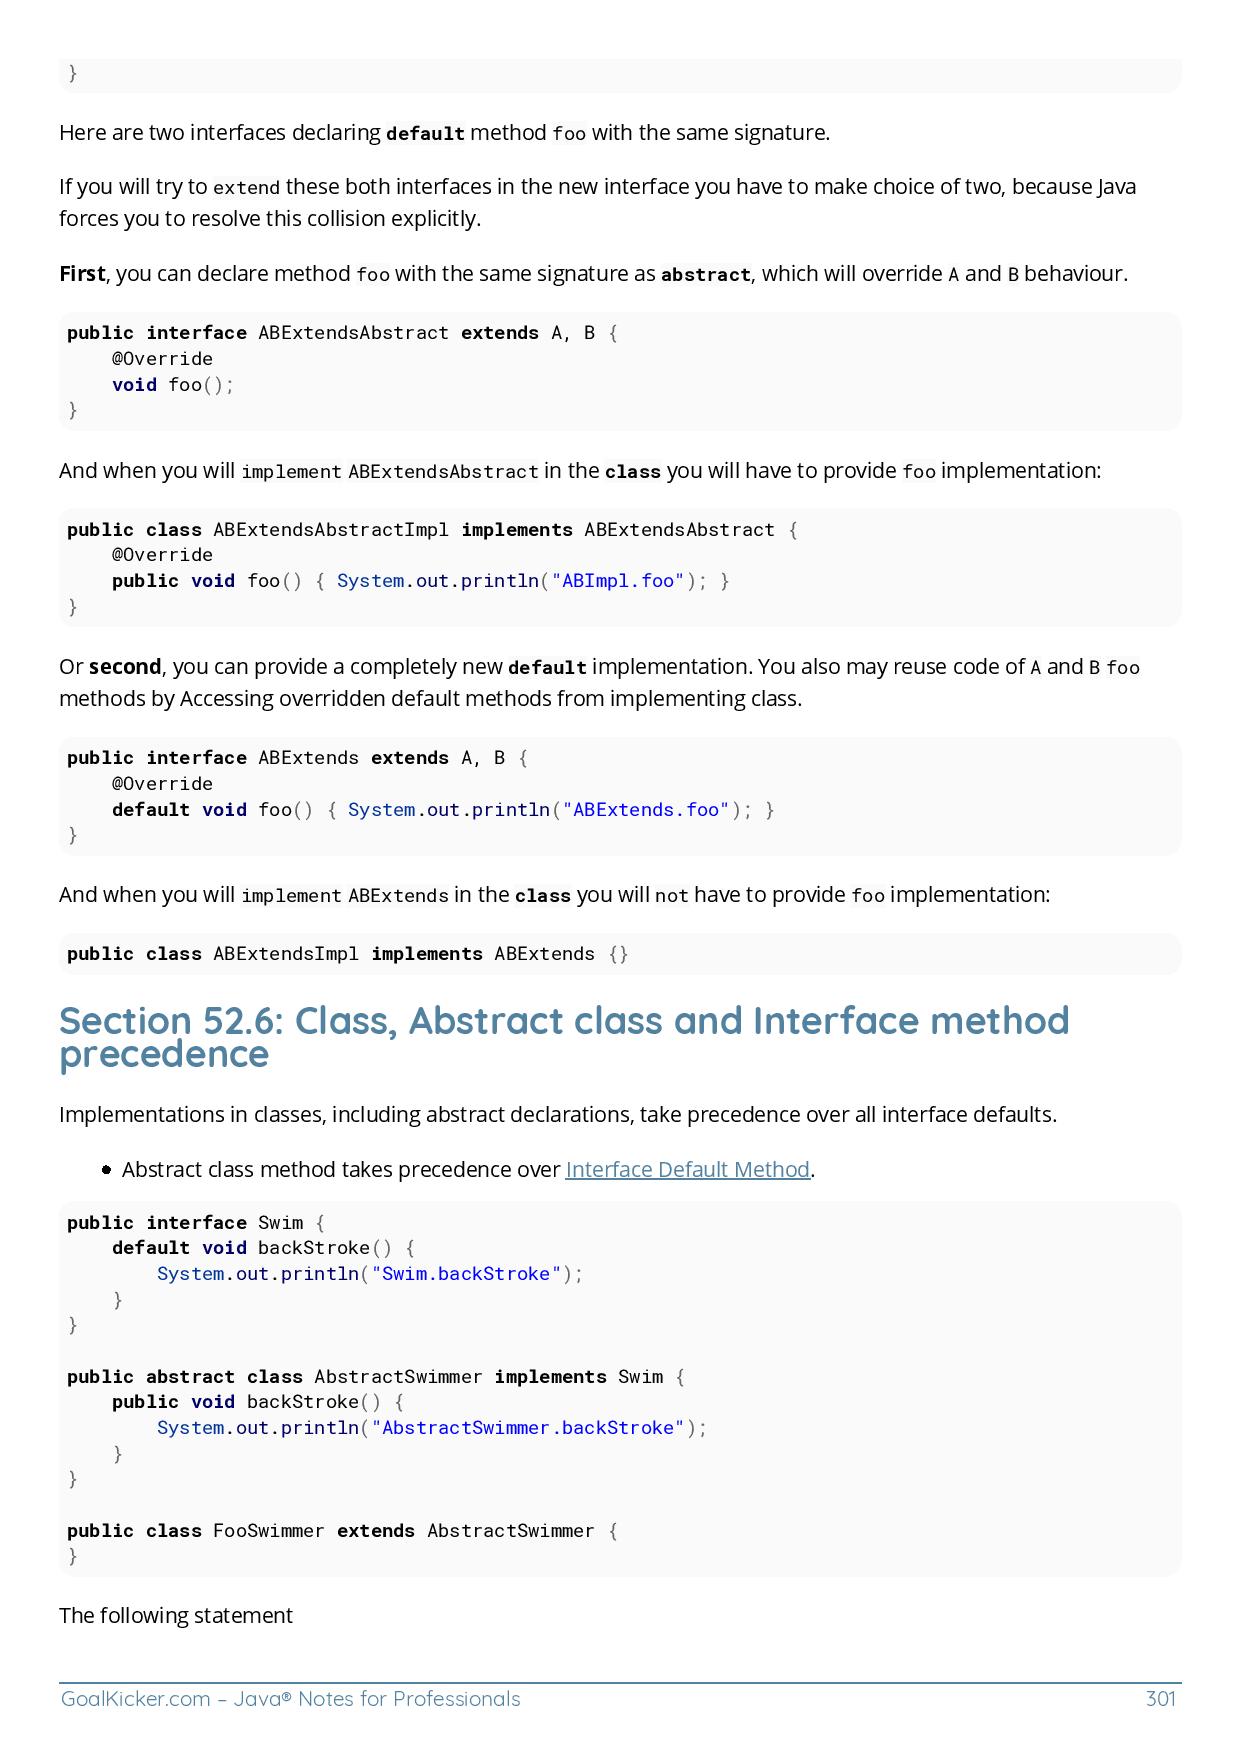 }
Here are two interfaces declaring default method foo with the same signature.
If you will try to extend these both interfaces in the new interface you have to make choice of two, because Java
forces you to resolve this collision explicitly.
First, you can declare method foo with the same signature as abstract, which will override A and B behaviour.
public interface ABExtendsAbstract extends A, B {
    @Override
    void foo();
}
And when you will implement ABExtendsAbstract in the class you will have to provide foo implementation:
public class ABExtendsAbstractImpl implements ABExtendsAbstract {
    @Override
    public void foo() { System.out.println("ABImpl.foo"); }
}
Or second, you can provide a completely new default implementation. You also may reuse code of A and B foo
methods by Accessing overridden default methods from implementing class.
public interface ABExtends extends A, B {
    @Override
    default void foo() { System.out.println("ABExtends.foo"); }
}
And when you will implement ABExtends in the class you will not have to provide foo implementation:
public class ABExtendsImpl implements ABExtends {}
Section 52.6: Class, Abstract class and Interface method
precedence
Implementations in classes, including abstract declarations, take precedence over all interface defaults.
• Abstract class method takes precedence over Interface Default Method.
public interface Swim {
    default void backStroke() {
        System.out.println("Swim.backStroke");
    }
}
public abstract class AbstractSwimmer implements Swim {
    public void backStroke() {
        System.out.println("AbstractSwimmer.backStroke");
    }
}
public class FooSwimmer extends AbstractSwimmer {
}
The following statement
GoalKicker.com – Java® Notes for Professionals 301